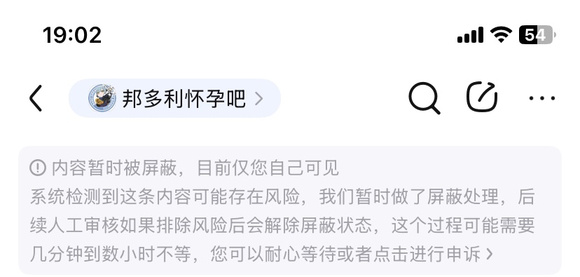 19:02
54
邦多利怀孕吧
内容暂时被屏蔽，目前仅您自己可见
系统检测到这条内容可能存在风险，我们暂时做了屏蔽处理，后
续人工审核如果排除风险后会解除屏蔽状态，这个过程可能需要
几分钟到数小时不等，您可以耐心等待或者点击进行申诉